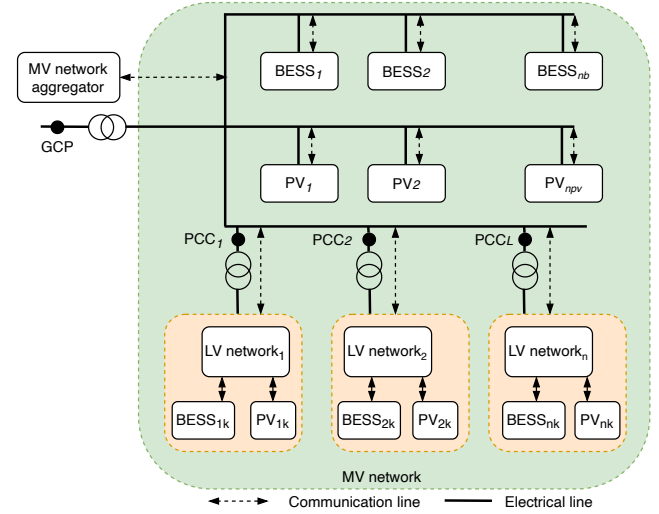 BESS1 BESS2 BESSnb
MV network
aggregator
GCP
PV1 PV2 PVnpv
PCC1 PCC2 PCCL
LV network1 LV network2 LV networkn
BESS1k PV1k BESS2k PV2k BESSnk PVnk
MV network
Communication line Electrical line